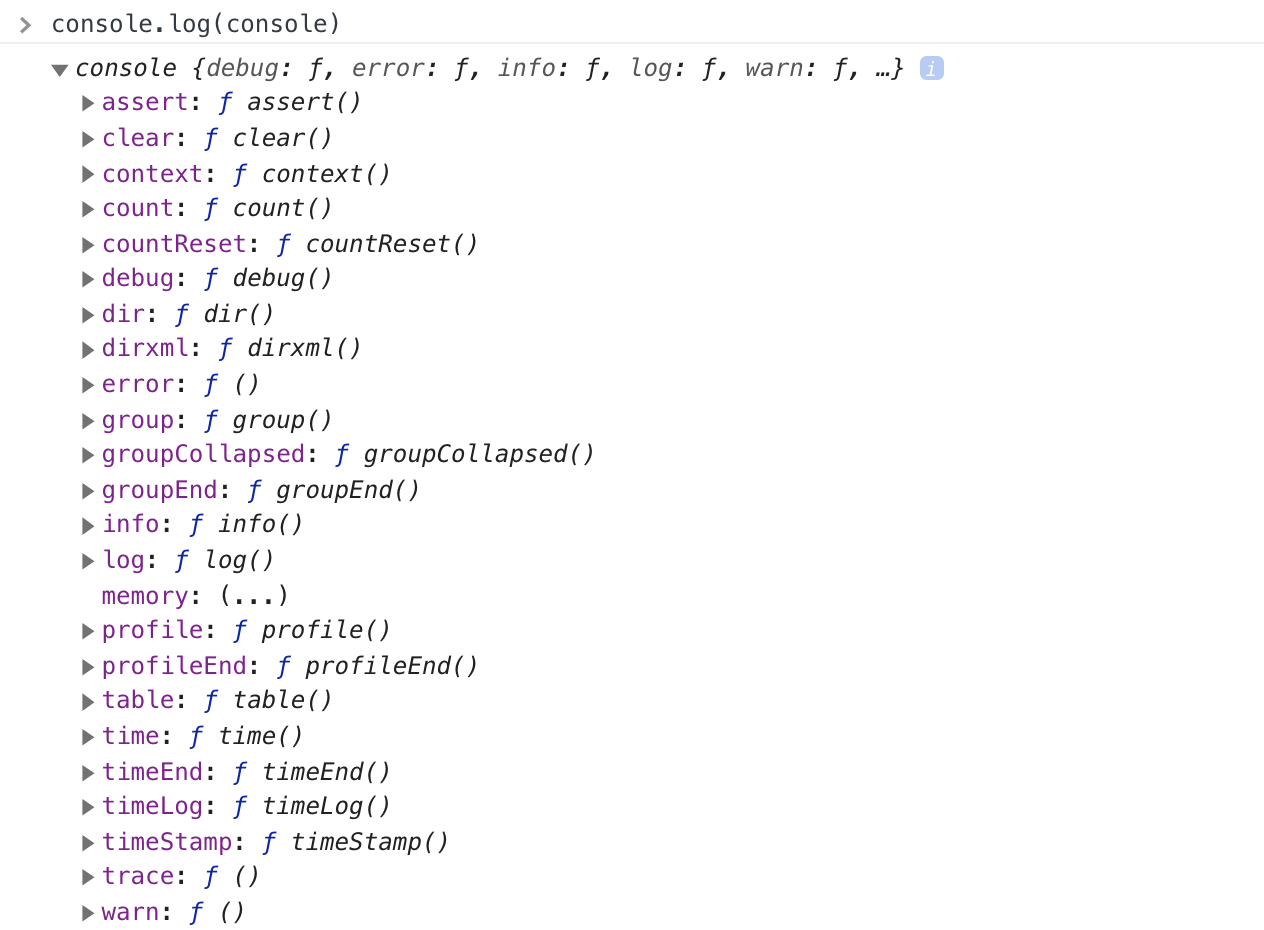 > console.log(console)
▼console {debug: ƒ, error: ƒ, info: ƒ, log: ƒ, warn: ƒ, …} i
▶assert: ƒ assert()
▶clear: ƒ clear()
▶context: ƒ context()
▶count: ƒ count()
▶countReset: ƒ countReset()
▶debug: ƒ debug()
▶dir: ƒ dir()
▶dirxml: ƒ dirxml()
▶error: ƒ ()
▶group: ƒ group()
▶groupCollapsed: ƒ groupCollapsed()
▶groupEnd: ƒ groupEnd()
▶info: ƒ info()
▶log: ƒ log()
memory: (...)
▶profile: ƒ profile()
▶profileEnd: ƒ profileEnd()
▶table: ƒ table()
▶time: ƒ time()
▶timeEnd: ƒ timeEnd()
▶timeLog: ƒ timeLog()
▶timeStamp: ƒ timeStamp()
▶trace: ƒ ()
▶warn: ƒ ()